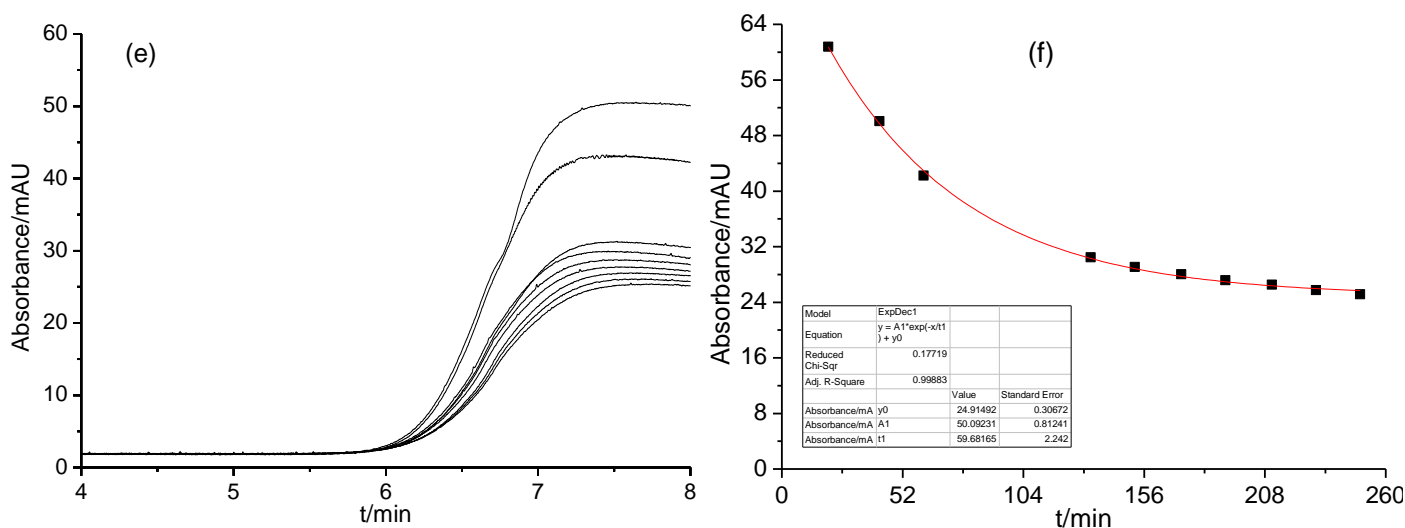 (e)
60
50
40
30
20
10
0
Absorbance/mAU
4
5
6
7
8
t/min
(f)
64
56
48
40
32
24
16
8
0
Absorbance/mAU
0
52
104
156
208
260
t/min
Model ExpDec1
Equation y = A1*exp(-x/t1
) + y0
Reduced 0.17719
Chi-Sqr
Adj. R-Square 0.99883
Value Standard Error
Absorbance/mA y0 24.91492 0.30672
Absorbance/mA A1 50.09231 0.81241
Absorbance/mA t1 59.68165 2.242